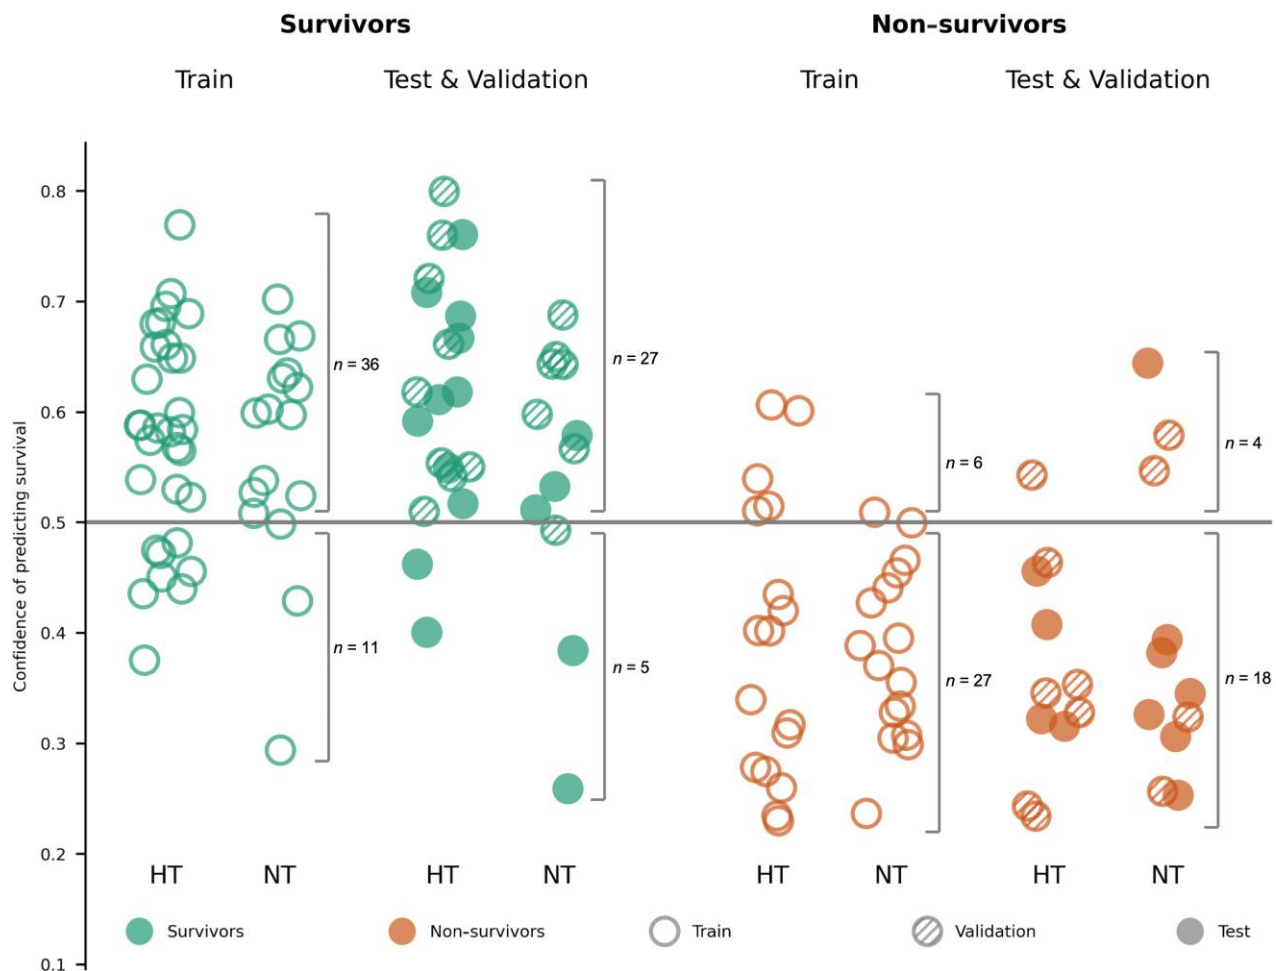 Survivors
Non-survivors
Train
Test & Validation
Train
Test & Validation
Confidence of predicting survival
0.8
0.7
0.6
0.5
0.4
0.3
0.2
0.1
n = 36
n = 27
n = 6
n = 4
n = 11
n = 5
n = 27
n = 18
HT
NT
HT
NT
HT
NT
HT
NT
Survivors
Non-survivors
Train
Validation
Test